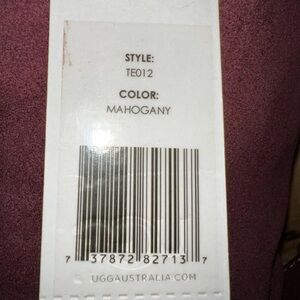 STYLE:
TE012
COLOR:
MAHOGANY
7 37872 82713 7
UGGAUSTRALIA.COM